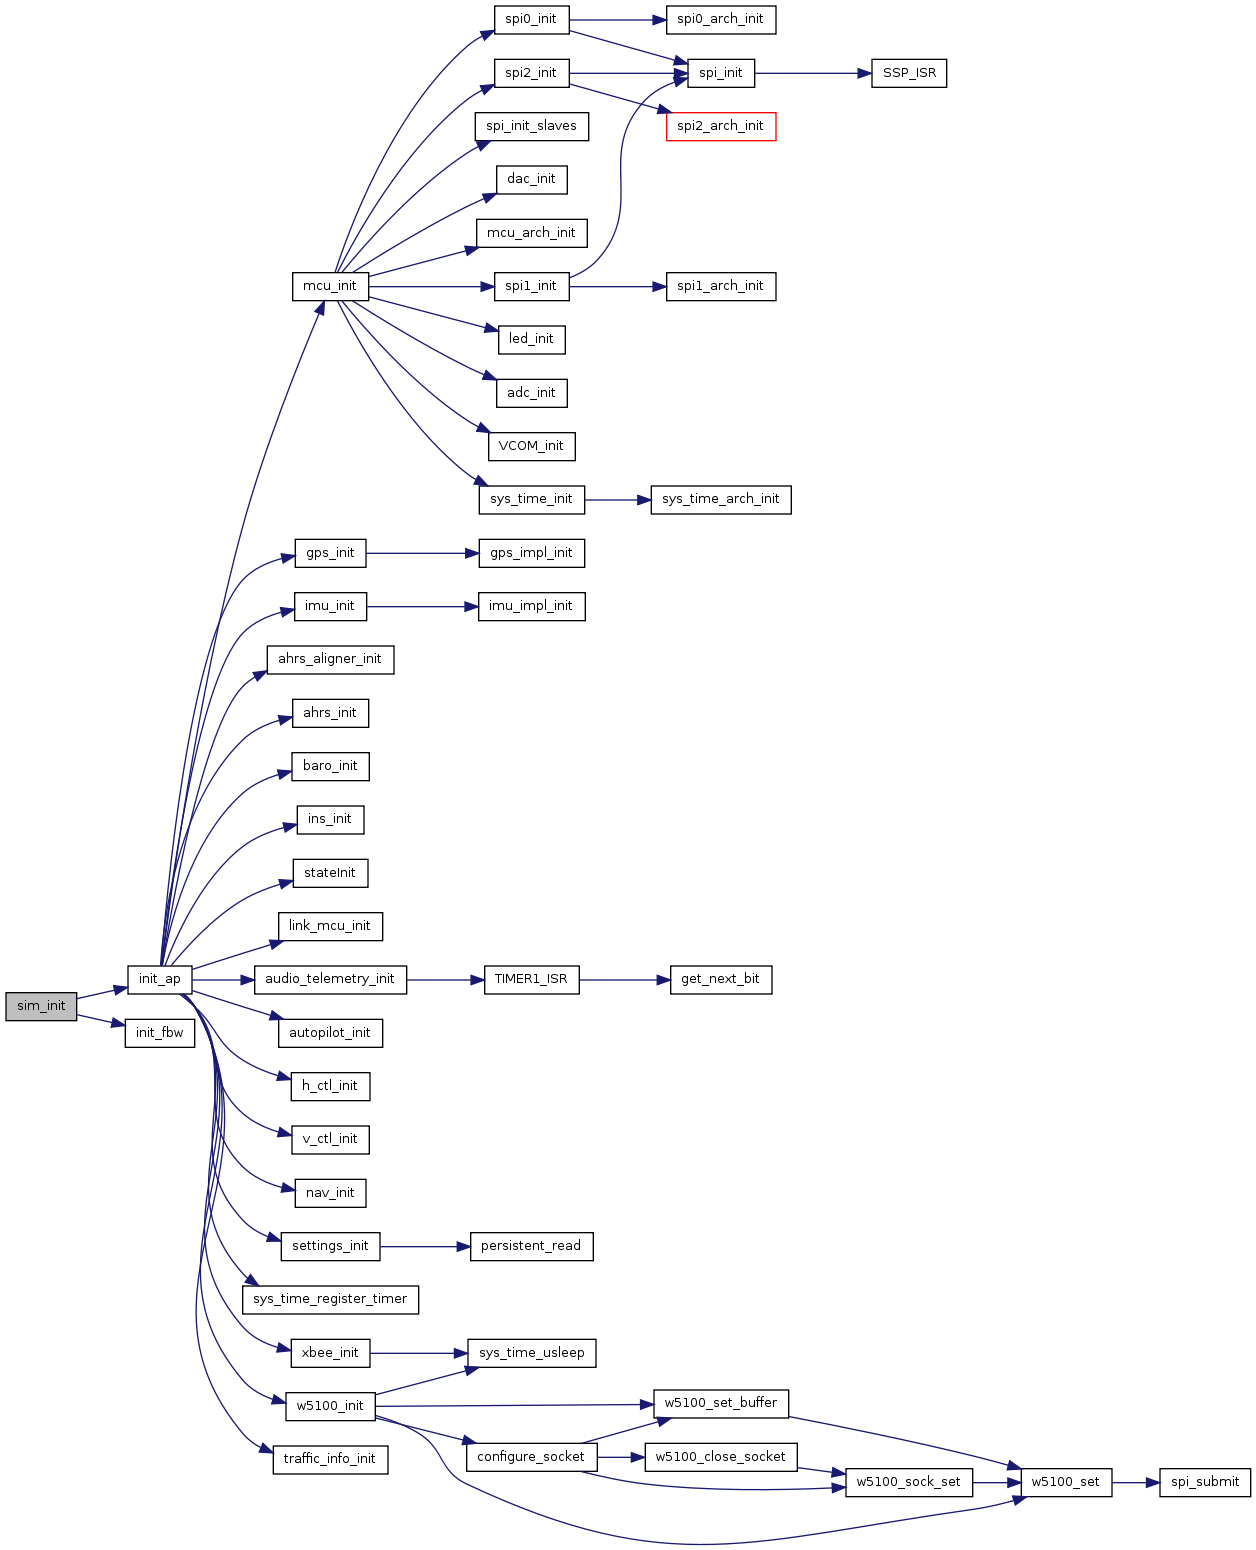 spi0_init
spi0_arch_init
spi2_init
spi_init
SSP_ISR
spi_init_slaves
spi2_arch_init
dac_init
mcu_arch_init
mcu_init
spi1_init
spi1_arch_init
led_init
adc_init
VCOM_init
sys_time_init
sys_time_arch_init
gps_init
gps_impl_init
imu_init
imu_impl_init
ahrs_aligner_init
ahrs_init
baro_init
ins_init
stateInit
link_mcu_init
init_ap
audio_telemetry_init
TIMER1_ISR
get_next_bit
sim_init
init_fbw
autopilot_init
h_ctl_init
v_ctl_init
nav_init
settings_init
persistent_read
sys_time_register_timer
xbee_init
sys_time_usleep
w5100_init
w5100_set_buffer
traffic_info_init
configure_socket
w5100_close_socket
w5100_sock_set
w5100_set
spi_submit